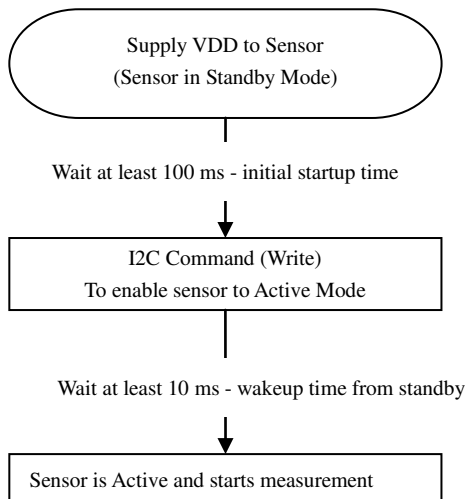 Supply VDD to Sensor
(Sensor in Standby Mode)
Wait at least 100 ms - initial startup time
I2C Command (Write)
To enable sensor to Active Mode
Wait at least 10 ms - wakeup time from standby
Sensor is Active and starts measurement